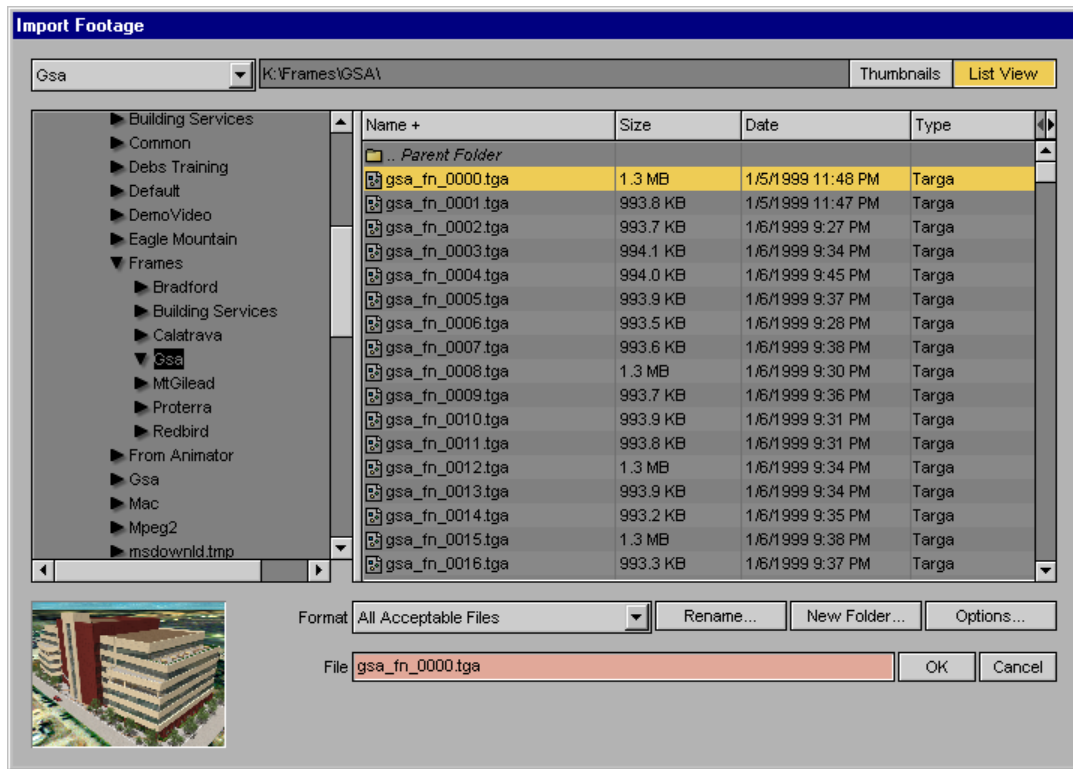 Import Footage
Gsa K:\Frames\GSA\ Thumbnails List View
Building Services
Common
Debs Training
Default
DemoVideo
Eagle Mountain
Frames
Bradford
Building Services
Calatrava
Gsa
MtGilead
Proterra
Redbird
From Animator
Gsa
Mac
Mpeg2
msdownld.tmp
Name + Size Date Type
.. Parent Folder
gsa_fn_0000.tga 1.3 MB 1/5/1999 11:48 PM Targa
gsa_fn_0001.tga 993.8 KB 1/5/1999 11:47 PM Targa
gsa_fn_0002.tga 993.7 KB 1/6/1999 9:27 PM Targa
gsa_fn_0003.tga 994.1 KB 1/6/1999 9:34 PM Targa
gsa_fn_0004.tga 994.0 KB 1/6/1999 9:45 PM Targa
gsa_fn_0005.tga 993.9 KB 1/6/1999 9:37 PM Targa
gsa_fn_0006.tga 993.5 KB 1/6/1999 9:28 PM Targa
gsa_fn_0007.tga 993.6 KB 1/6/1999 9:38 PM Targa
gsa_fn_0008.tga 1.3 MB 1/6/1999 9:30 PM Targa
gsa_fn_0009.tga 993.7 KB 1/6/1999 9:36 PM Targa
gsa_fn_0010.tga 993.9 KB 1/6/1999 9:31 PM Targa
gsa_fn_0011.tga 993.8 KB 1/6/1999 9:31 PM Targa
gsa_fn_0012.tga 1.3 MB 1/6/1999 9:34 PM Targa
gsa_fn_0013.tga 993.9 KB 1/6/1999 9:34 PM Targa
gsa_fn_0014.tga 993.2 KB 1/6/1999 9:35 PM Targa
gsa_fn_0015.tga 1.3 MB 1/6/1999 9:38 PM Targa
gsa_fn_0016.tga 993.3 KB 1/6/1999 9:37 PM Targa
Format All Acceptable Files Rename... New Folder... Options...
File gsa_fn_0000.tga OK Cancel